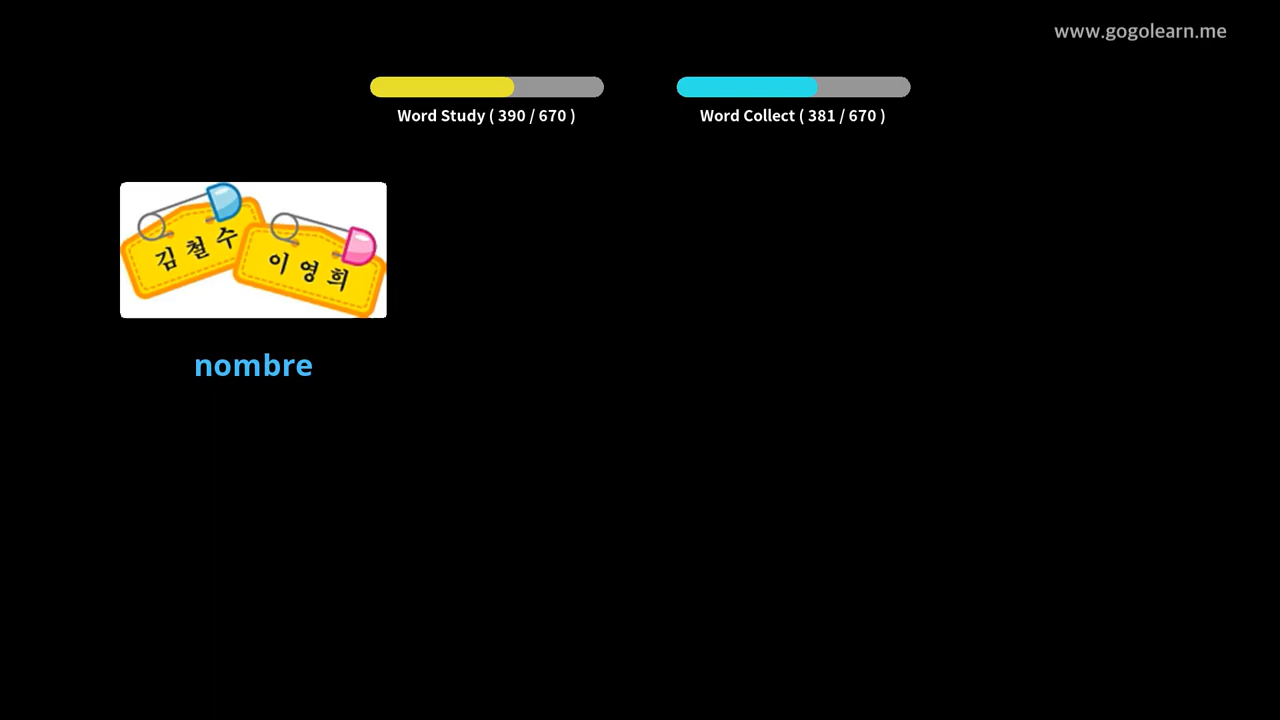 www.gogolearn.me
Word Study ( 390 / 670 )
Word Collect ( 381 / 670 )
김철수
이영희
nombre